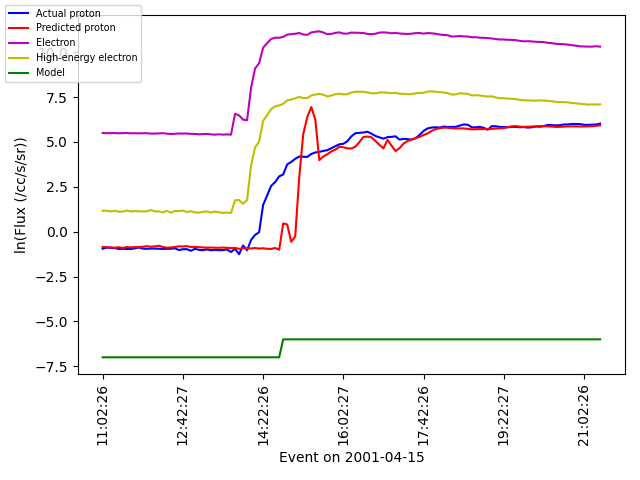 Actual proton
Predicted proton
Electron
High-energy electron
Model
10.0
7.5
5.0
2.5
0.0
−2.5
−5.0
−7.5
ln(Flux (/cc/s/sr))
11:02:26
12:42:27
14:22:26
16:02:27
17:42:26
19:22:27
21:02:26
Event on 2001-04-15